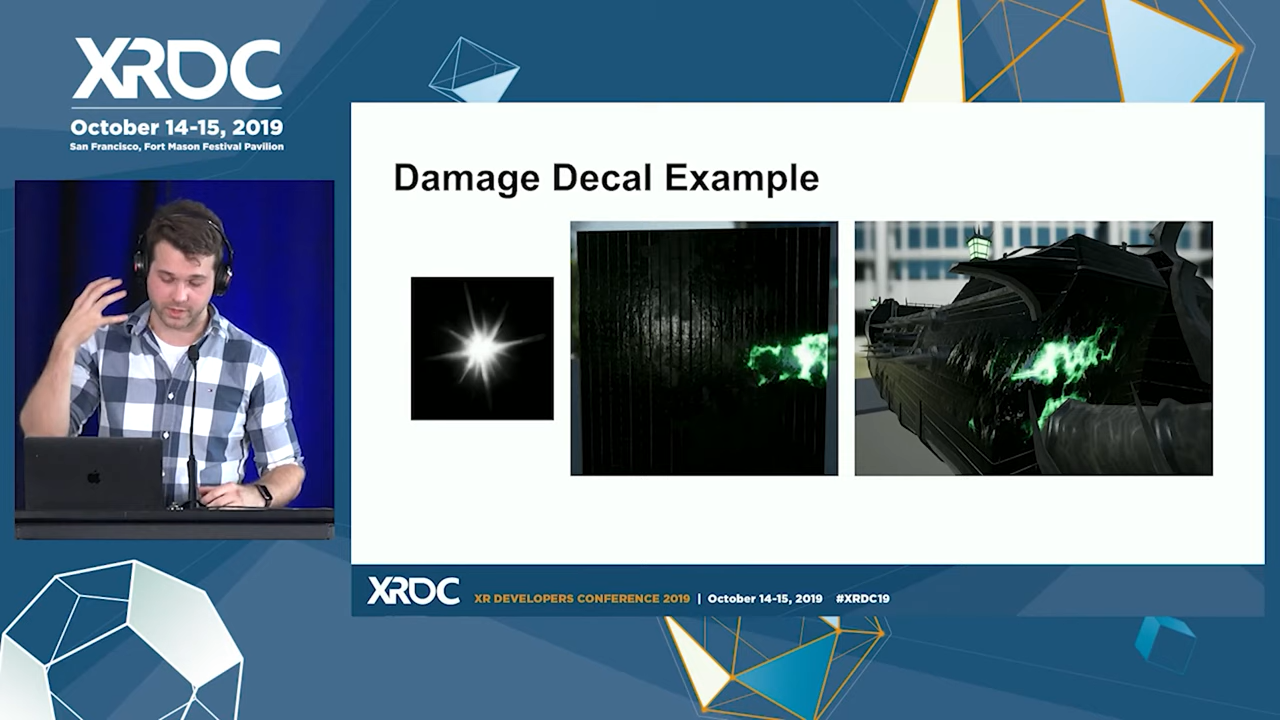 XRDC
October 14-15, 2019
San Francisco, Fort Mason Festival Pavilion
Damage Decal Example
XRDC XR DEVELOPERS CONFERENCE 2019 | October 14-15, 2019 #XRDC19